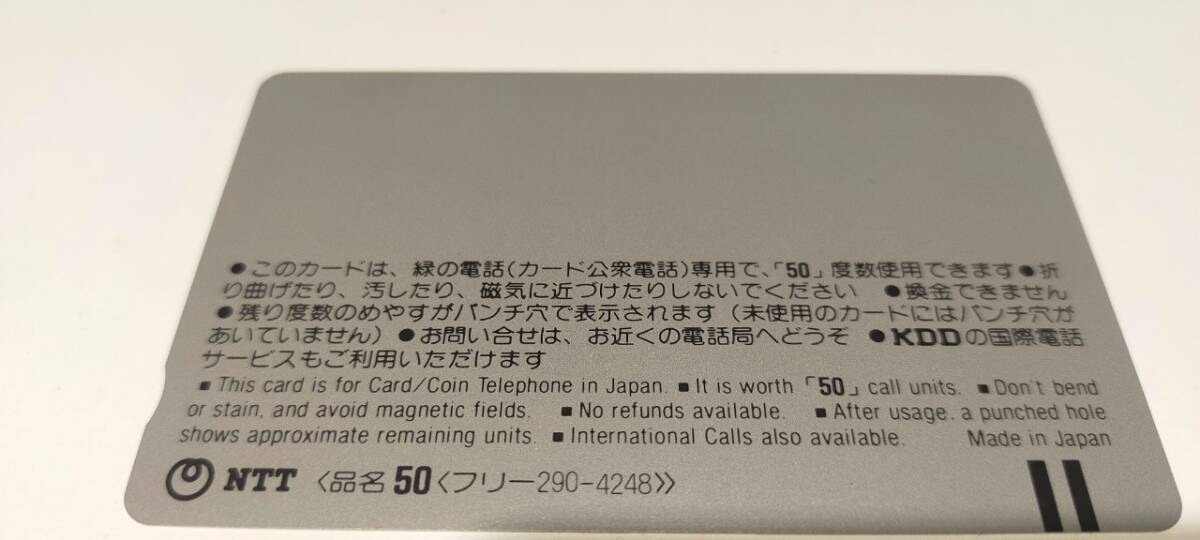 ●このカードは、緑の電話(カード公衆電話)専用で、「50」度数使用できます●折
り曲げたり、汚したり、磁気に近づけたりしないでください ●換金できません
●残り度数のめやすがパンチ穴で表示されます(未使用のカードにはパンチ穴が
あいていません)●お問い合せは、お近くの電話局へどうぞ ●KDDの国際電話
サービスもご利用いただけます
■ This card is for Card/Coin Telephone in Japan. ■ It is worth「50」call units. ■ Don't bend
or stain, and avoid magnetic fields. ■ No refunds available. ■ After usage, a punched hole
shows approximate remaining units. ■ International Calls also available. Made in Japan
NTT 〈品名50〈フリー290-4248〉〉